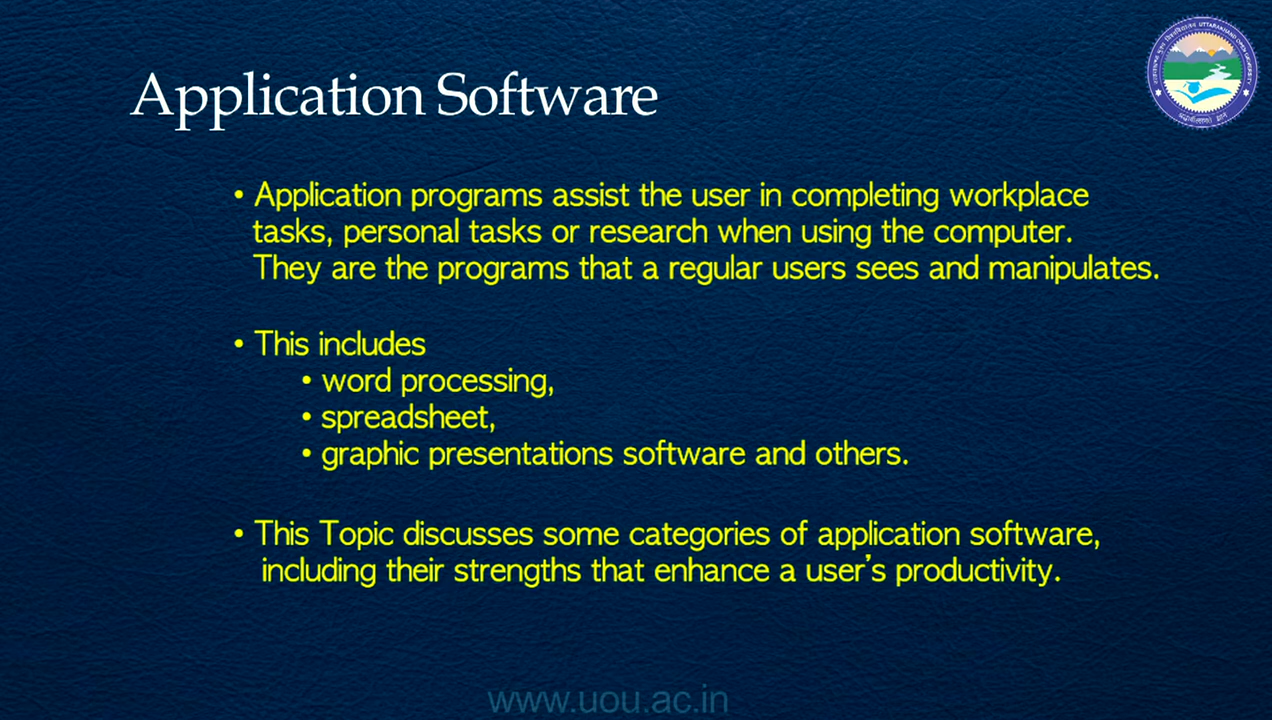 Application Software
• Application programs assist the user in completing workplace
tasks, personal tasks or research when using the computer.
They are the programs that a regular users sees and manipulates.
• This includes
• word processing,
• spreadsheet,
• graphic presentations software and others.
• This Topic discusses some categories of application software,
including their strengths that enhance a user's productivity.
www.uou.ac.in
UTTARAKHAND OPEN UNIVERSITY